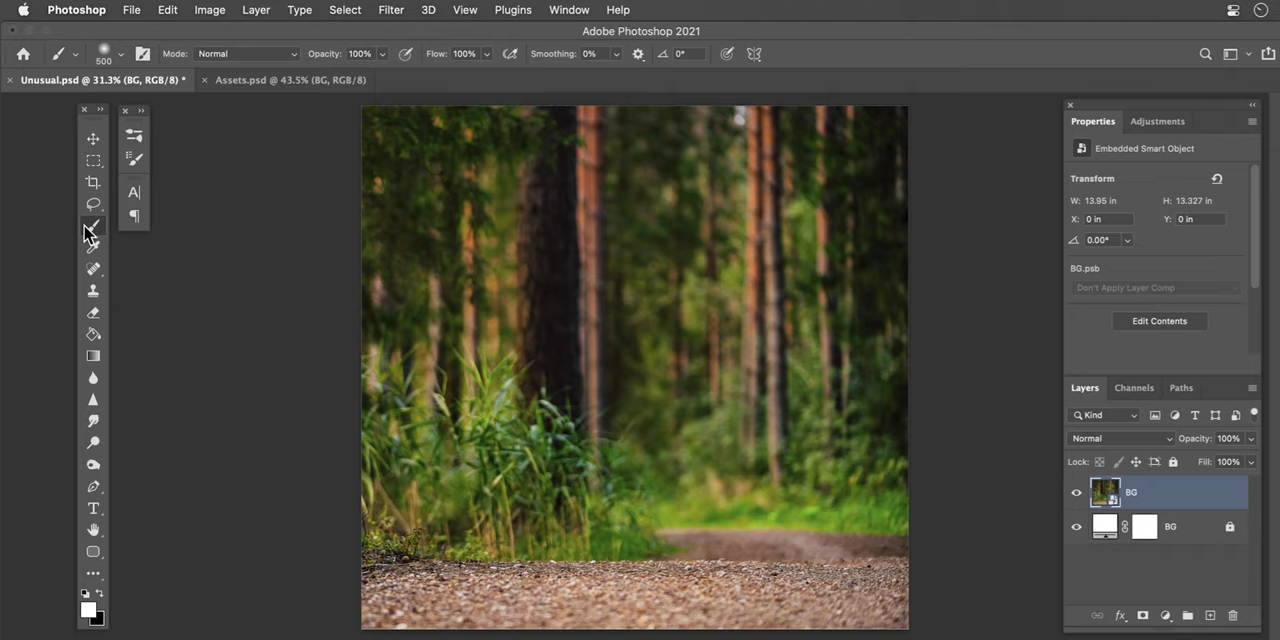 Photoshop File Edit Image Layer Type Select Filter 3D View Plugins Window Help
Adobe Photoshop 2021
500 Mode: Normal Opacity: 100% Flow: 100% Smoothing: 0% 0°
Unusual.psd @ 31.3% (BG, RGB/8) * Assets.psd @ 43.5% (BG, RGB/8)
Properties Adjustments
Embedded Smart Object
Transform
W: 13.95 in H: 13.327 in
X: 0 in Y: 0 in
0.00°
BG.psb
Don't Apply Layer Comp
Edit Contents
Layers Channels Paths
Kind
Normal Opacity: 100%
Lock: Fill: 100%
BG
BG